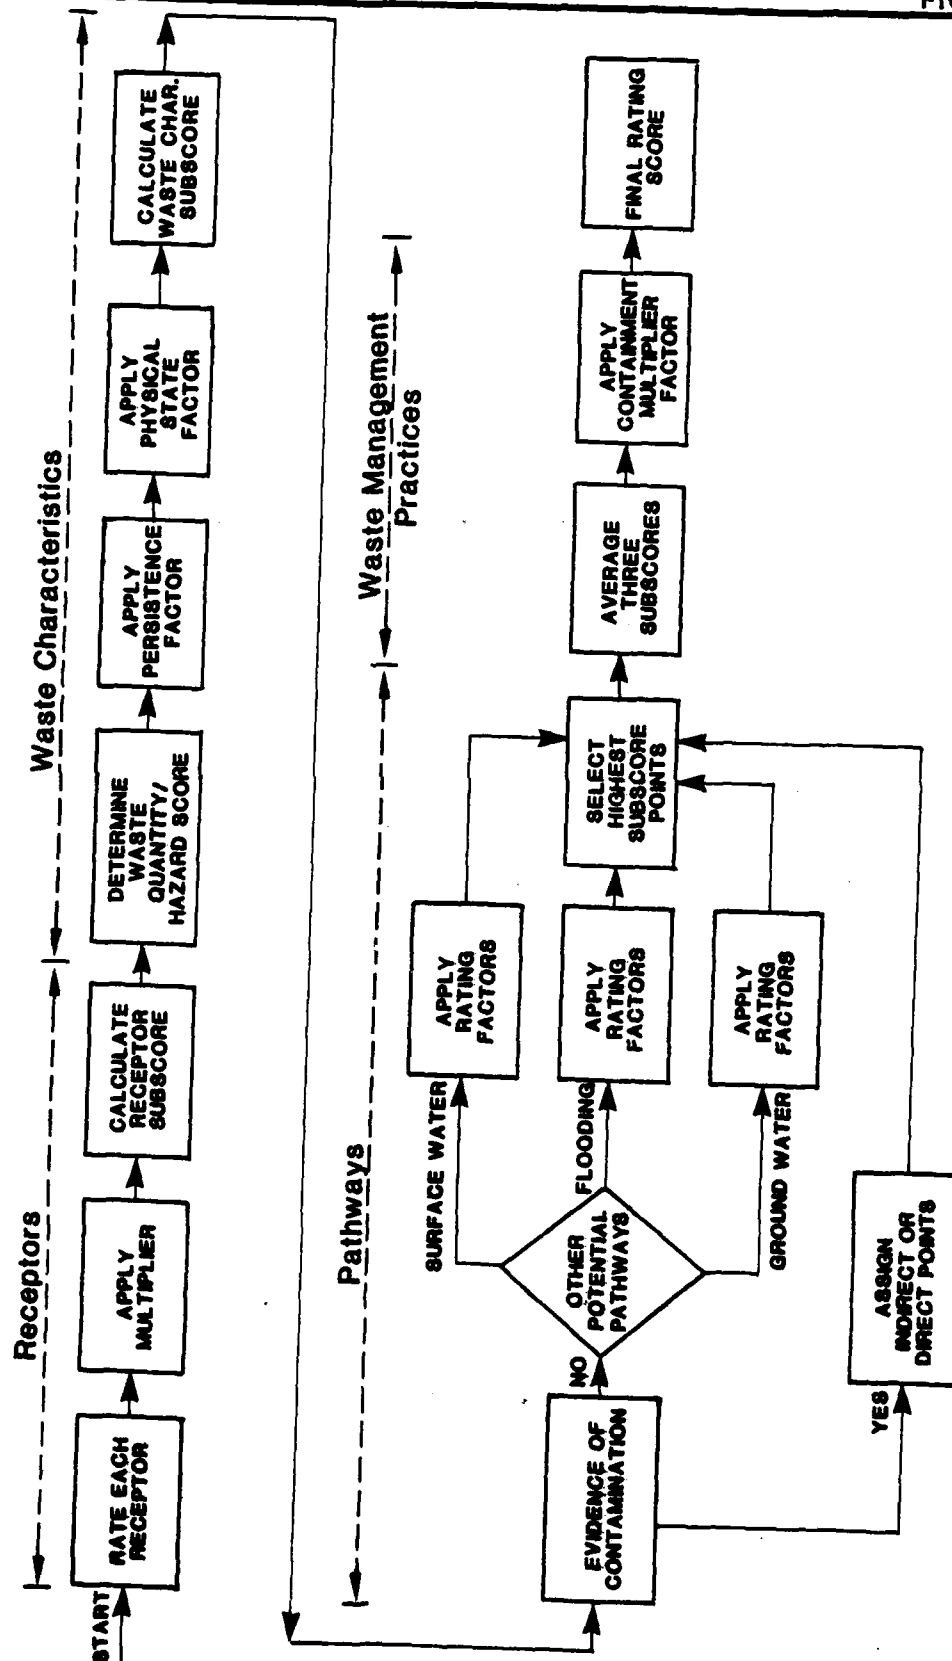 Receptors
Waste Characteristics
START
RATE EACH
RECEPTOR
APPLY
MULTIPLIER
CALCULATE
RECEPTOR
SUBSCORE
DETERMINE
WASTE
QUANTITY/
HAZARD SCORE
APPLY
PERSISTENCE
FACTOR
APPLY
PHYSICAL
STATE
FACTOR
CALCULATE
WASTE CHAR.
SUBSCORE
Pathways
Waste Management
Practices
EVIDENCE OF
CONTAMINATION
NO
YES
OTHER
POTENTIAL
PATHWAYS
SURFACE WATER
APPLY
RATING
FACTORS
FLOODING
APPLY
RATING
FACTORS
GROUND WATER
APPLY
RATING
FACTORS
ASSIGN
INDIRECT OR
DIRECT POINTS
SELECT
HIGHEST
SUBSCORE
POINTS
AVERAGE
THREE
SUBSCORES
APPLY
CONTAINMENT
MULTIPLIER
FACTOR
FINAL RATING
SCORE